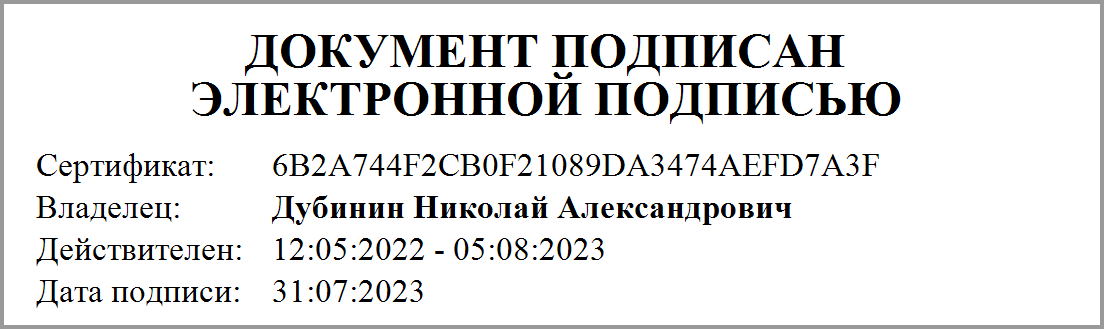 ДОКУМЕНТ ПОДПИСАН
ЭЛЕКТРОННОЙ ПОДПИСЬЮ
Сертификат: 6B2A744F2CB0F21089DA3474AEFD7A3F
Владелец: Дубинин Николай Александрович
Действителен: 12:05:2022 - 05:08:2023
Дата подписи: 31:07:2023